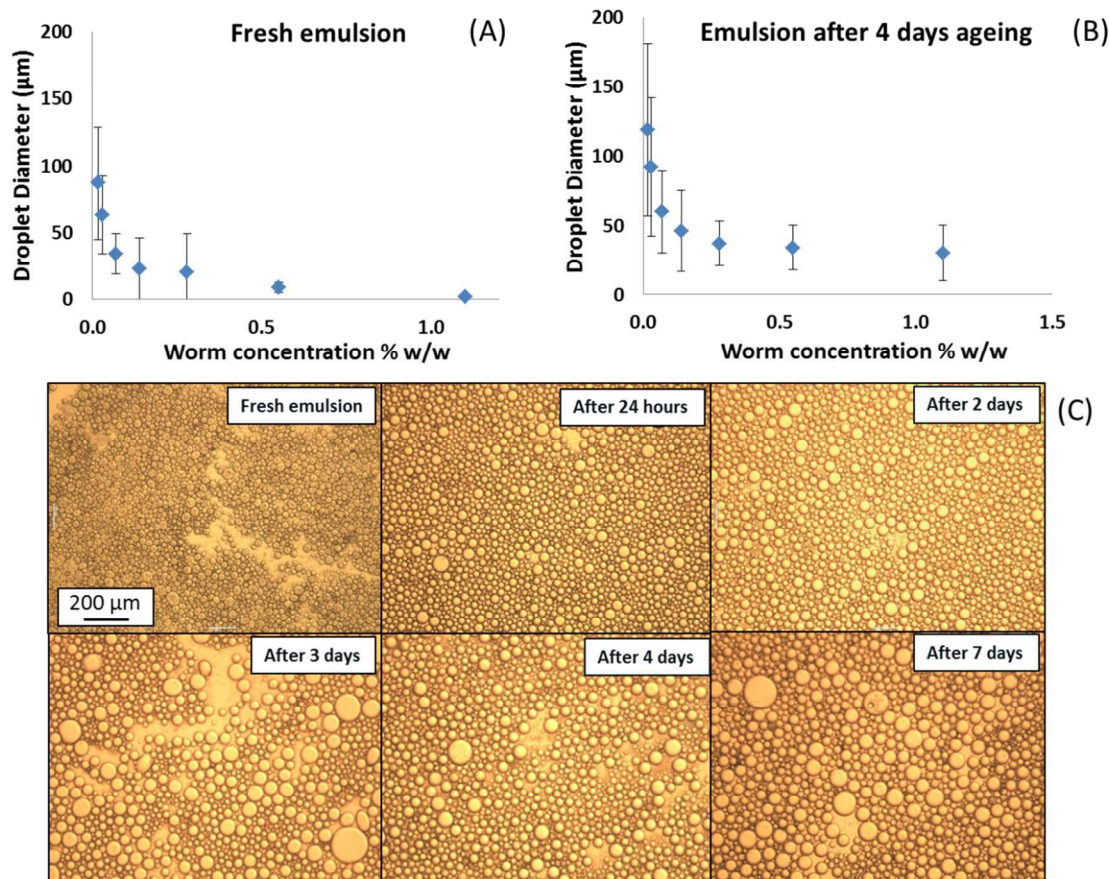 Fresh emulsion (A)
200
150
100
50
0
Droplet Diameter (µm)
0.0 0.5 1.0
Worm concentration % w/w
Emulsion after 4 days ageing (B)
200
150
100
50
0
Droplet Diameter (µm)
0.0 0.5 1.0 1.5
Worm concentration % w/w
(C)
Fresh emulsion
200 µm
After 24 hours
After 2 days
After 3 days
After 4 days
After 7 days